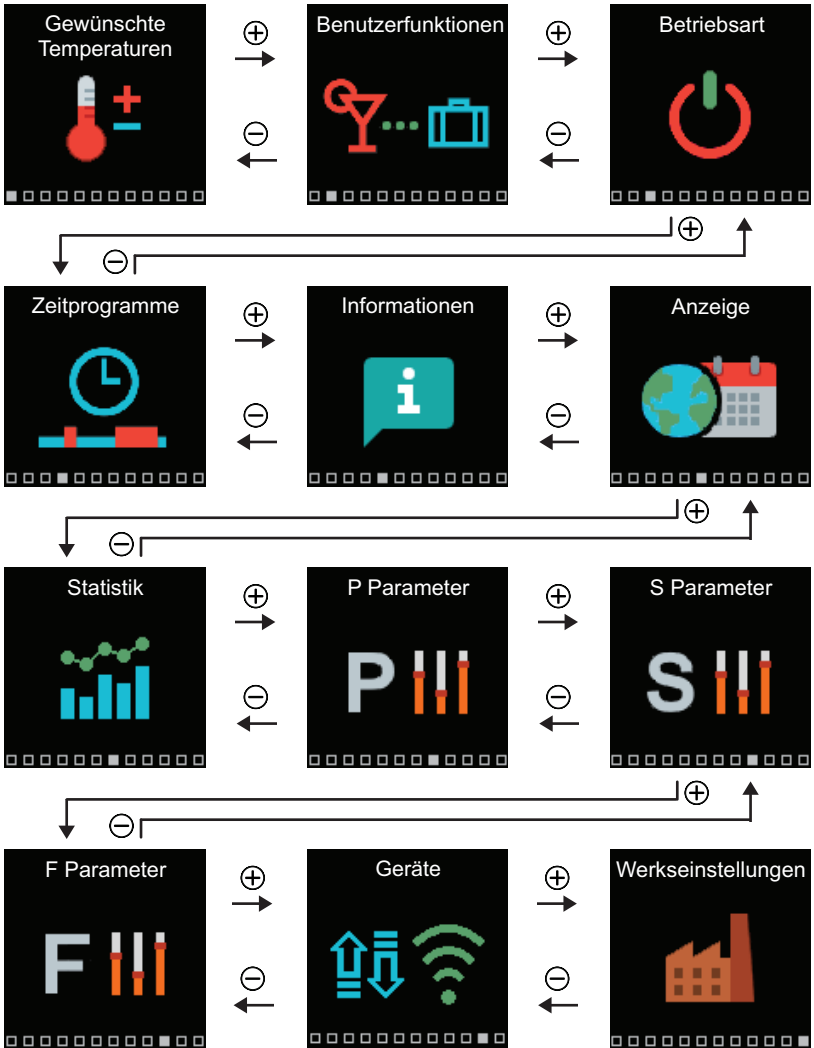 Gewünschte
Temperaturen
Benutzerfunktionen
Betriebsart
Zeitprogramme
Informationen
Anzeige
Statistik
P Parameter
S Parameter
P
S
F Parameter
Geräte
Werkseinstellungen
F